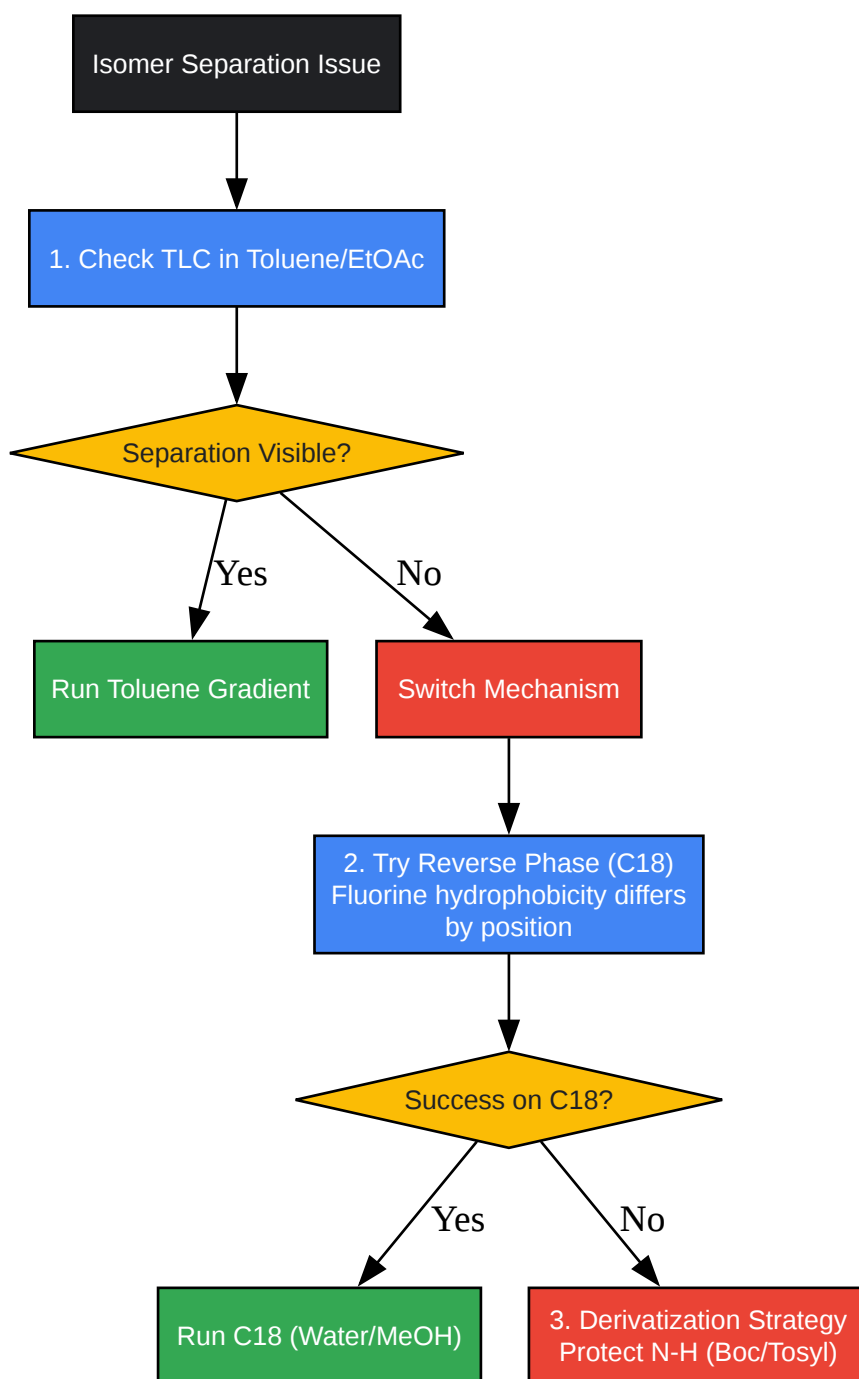 Isomer Separation Issue
1. Check TLC in Toluene/EtOAc
Separation Visible?
Yes
No
Run Toluene Gradient
Switch Mechanism
2. Try Reverse Phase (C18)
Fluorine hydrophobicity differs
by position
Success on C18?
Yes
No
Run C18 (Water/MeOH)
3. Derivatization Strategy
Protect N-H (Boc/Tosyl)